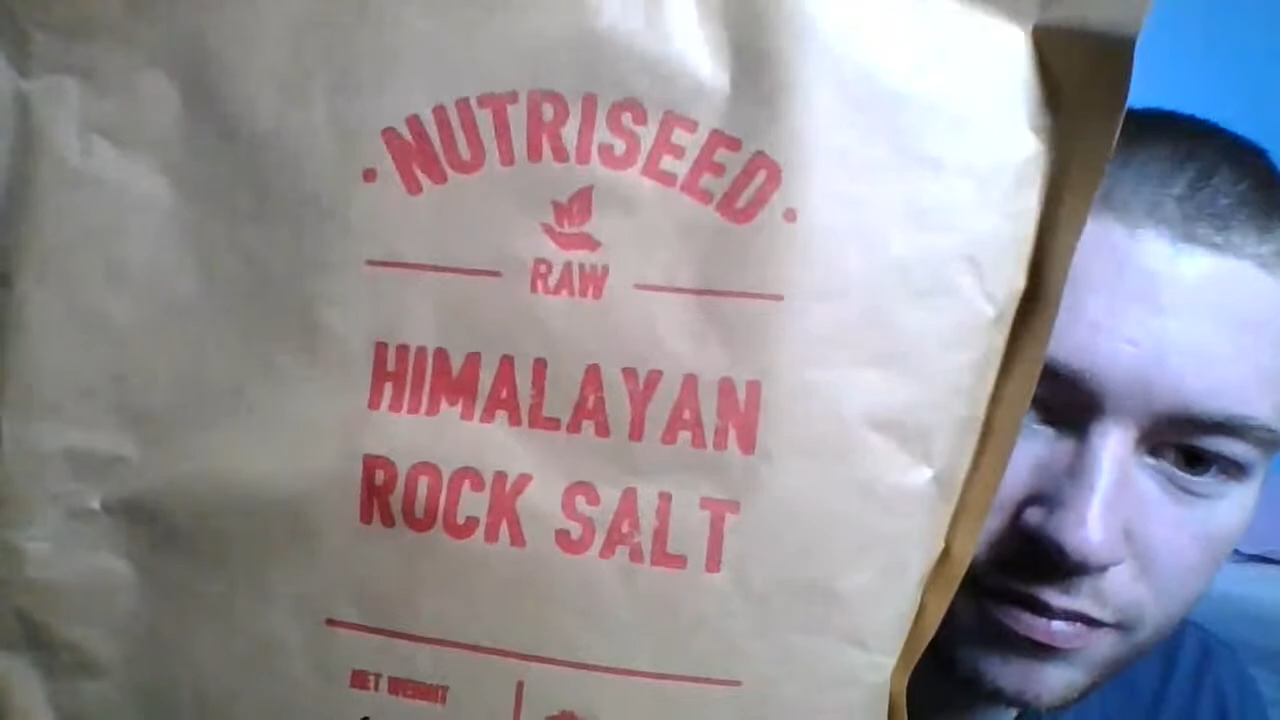 · NUTRISEED ·
RAW
HIMALAYAN
ROCK SALT
NET WEIGHT